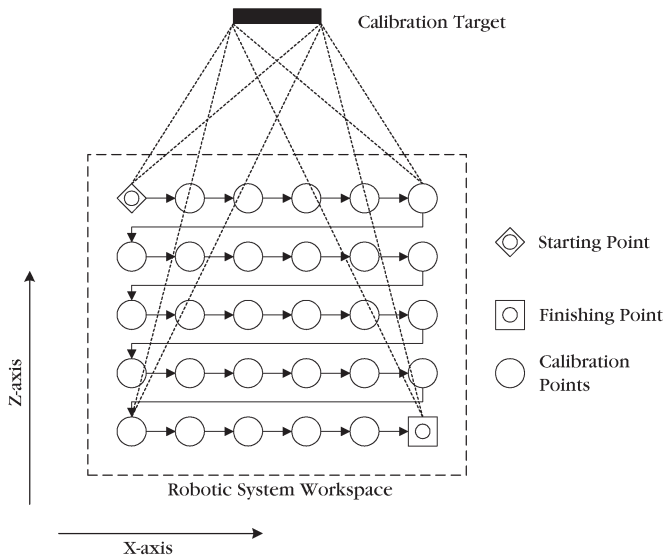 Calibration Target
Starting Point
Finishing Point
Calibration
Points
Z-axis
Robotic System Workspace
X-axis